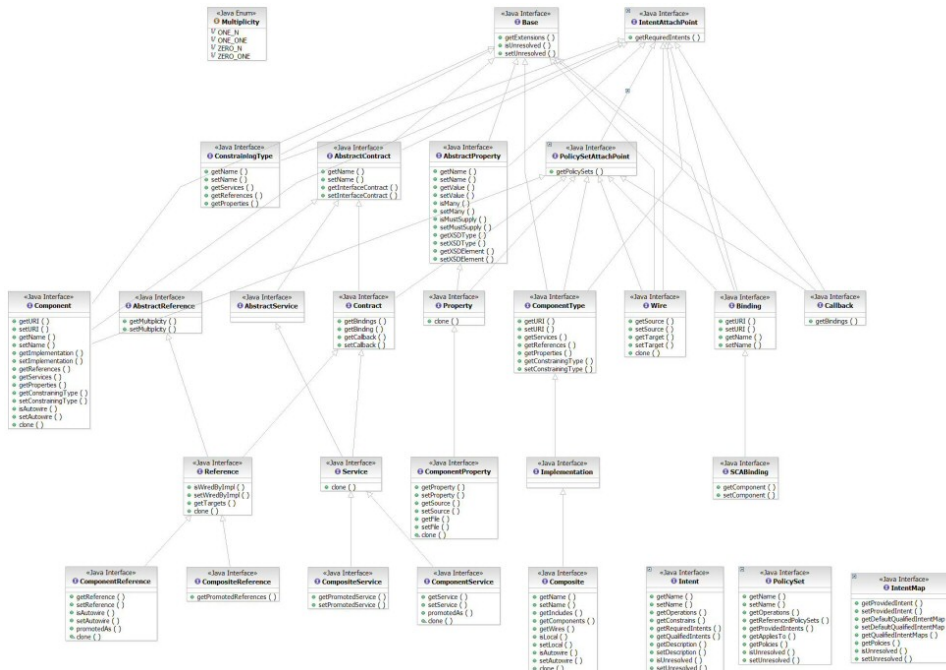 «Java Enum»
Multiplicity
ONE_N
ONE_ONE
ZERO_N
ZERO_ONE
«Java Interface»
Base
getExtensions ( )
isUnresolved ( )
setUnresolved ( )
«Java Interface»
IntentAttachPoint
getRequiredIntents ( )
«Java Interface»
ConstrainingType
getName ( )
setName ( )
getServices ( )
getReferences ( )
getProperties ( )
«Java Interface»
AbstractContract
getName ( )
setName ( )
getInterfaceContract ( )
setInterfaceContract ( )
«Java Interface»
AbstractProperty
getName ( )
setName ( )
getValue ( )
setValue ( )
isMany ( )
setMany ( )
isMustSupply ( )
setMustSupply ( )
getXSDType ( )
setXSDType ( )
getXSDElement ( )
setXSDElement ( )
«Java Interface»
PolicySetAttachPoint
getPolicySets ( )
«Java Interface»
Component
getURI ( )
setURI ( )
getName ( )
setName ( )
getImplementation ( )
setImplementation ( )
getReferences ( )
getServices ( )
getProperties ( )
getConstrainingType ( )
setConstrainingType ( )
isAutowire ( )
setAutowire ( )
clone ( )
«Java Interface»
AbstractReference
getMultiplicity ( )
setMultiplicity ( )
«Java Interface»
AbstractService
«Java Interface»
Contract
getBindings ( )
getBinding ( )
getCallback ( )
setCallback ( )
«Java Interface»
Property
clone ( )
«Java Interface»
ComponentType
getURI ( )
setURI ( )
getServices ( )
getReferences ( )
getProperties ( )
getConstrainingType ( )
setConstrainingType ( )
«Java Interface»
Wire
getSource ( )
setSource ( )
getTarget ( )
setTarget ( )
clone ( )
«Java Interface»
Binding
getURI ( )
setURI ( )
getName ( )
setName ( )
«Java Interface»
Callback
getBindings ( )
«Java Interface»
Reference
isWiredByImpl ( )
setWiredByImpl ( )
getTargets ( )
clone ( )
«Java Interface»
Service
clone ( )
«Java Interface»
ComponentProperty
getProperty ( )
setProperty ( )
getSource ( )
setSource ( )
getFile ( )
setFile ( )
clone ( )
«Java Interface»
Implementation
«Java Interface»
SCABinding
getComponent ( )
setComponent ( )
«Java Interface»
ComponentReference
getReference ( )
setReference ( )
isAutowire ( )
setAutowire ( )
promotedAs ( )
clone ( )
«Java Interface»
CompositeReference
getPromotedReferences ( )
«Java Interface»
CompositeService
getPromotedService ( )
setPromotedService ( )
«Java Interface»
ComponentService
getService ( )
setService ( )
promotedAs ( )
clone ( )
«Java Interface»
Composite
getName ( )
setName ( )
getIncludes ( )
getComponents ( )
getWires ( )
isLocal ( )
setLocal ( )
isAutowire ( )
setAutowire ( )
clone ( )
«Java Interface»
Intent
getName ( )
setName ( )
getOperations ( )
getConstrains ( )
getRequiredIntents ( )
getQualifiedIntents ( )
getDescription ( )
setDescription ( )
isUnresolved ( )
setUnresolved ( )
«Java Interface»
PolicySet
getName ( )
setName ( )
getOperations ( )
getReferencedPolicySets ( )
getProvidedIntents ( )
getAppliesTo ( )
getPolicies ( )
isUnresolved ( )
setUnresolved ( )
«Java Interface»
IntentMap
getProvidedIntent ( )
setProvidedIntent ( )
getDefaultQualifiedIntentMap
setDefaultQualifiedIntentMap
getQualifiedIntentMaps ( )
getPolicies ( )
isUnresolved ( )
setUnresolved ( )